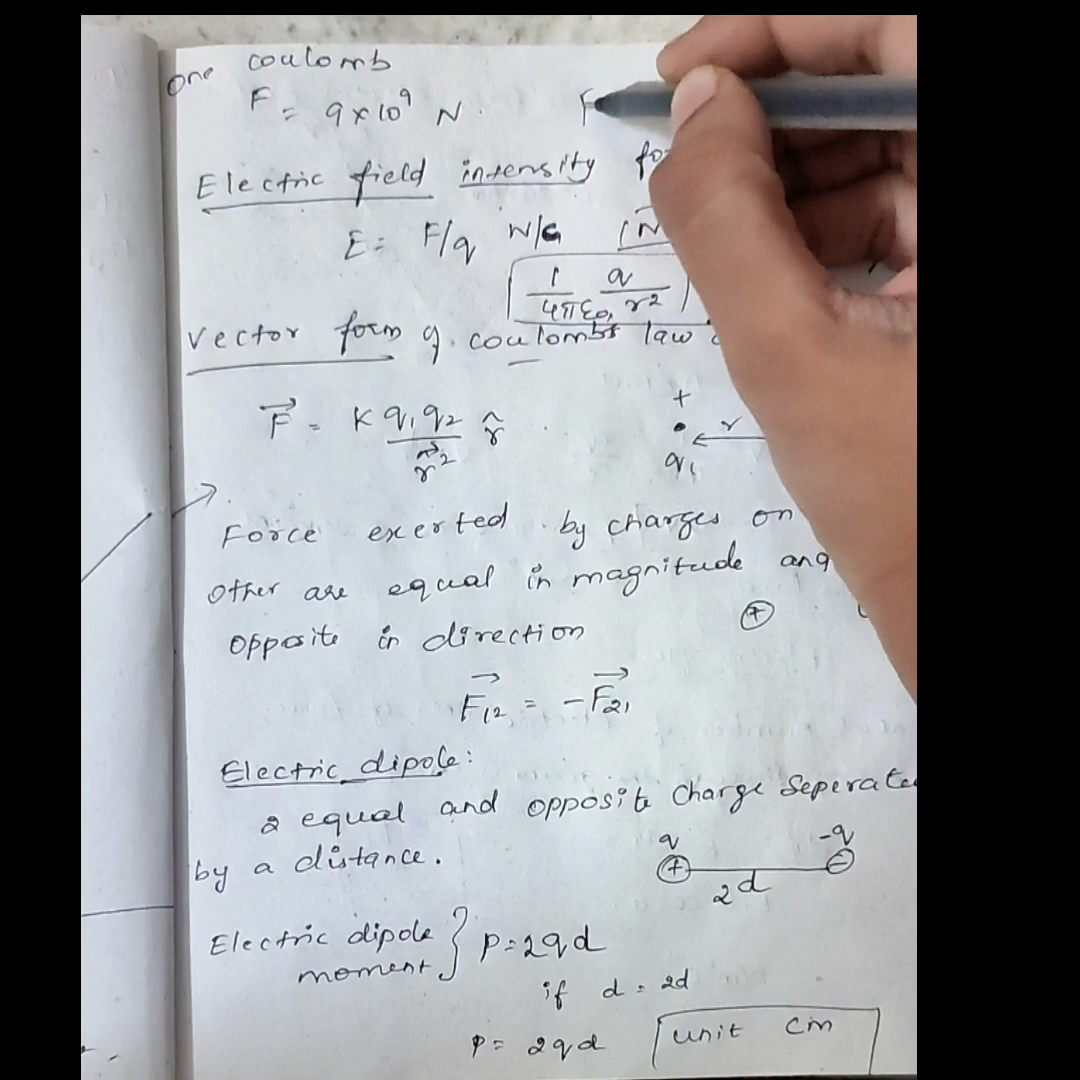 one coulomb
F = 9×10⁹ N. F
Electric field intensity fo
E = F/q N/C (N
1/4πε₀ q/r²
Vector form of coulombs law
F⃗ = K q₁q₂/r⃗² r̂
+
r
q₁
Force exerted by charges on
other are equal in magnitude and
+
opposite in direction
F⃗₁₂ = -F⃗₂₁
Electric dipole:
2 equal and opposite charge seperate
by a distance.
q -q
+ -
2d
Electric dipole } p=2qd
moment
if d = 2d
p= 2qd unit cm